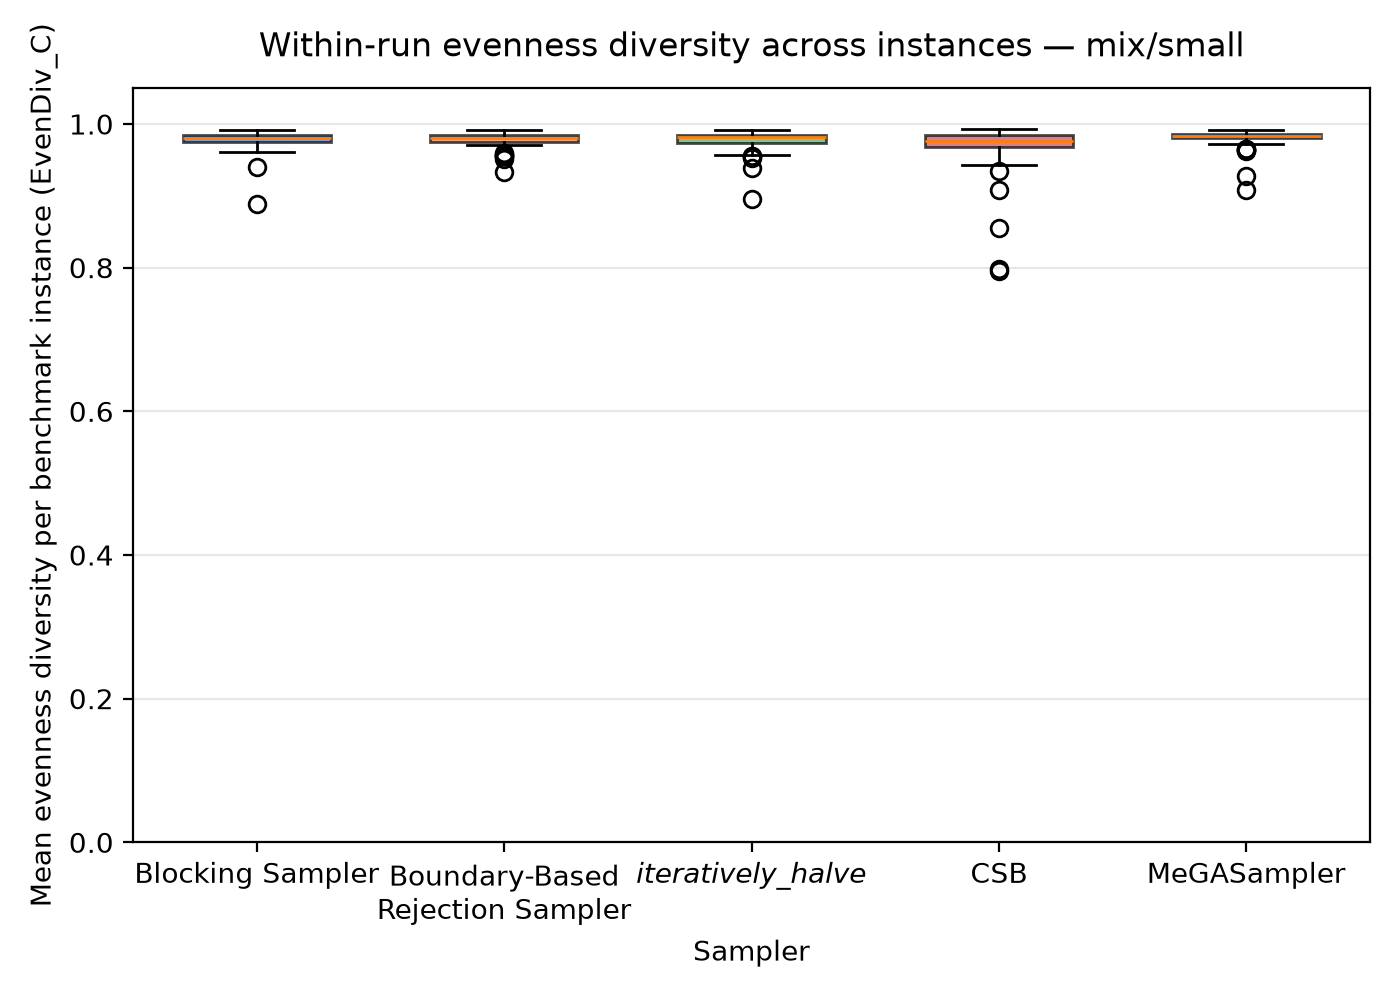 Within-run evenness diversity across instances — mix/small
Mean evenness diversity per benchmark instance (EvenDiv_C)
1.0
0.8
0.6
0.4
0.2
0.0
Blocking Sampler
Boundary-Based
Rejection Sampler
iteratively_halve
CSB
MeGASampler
Sampler